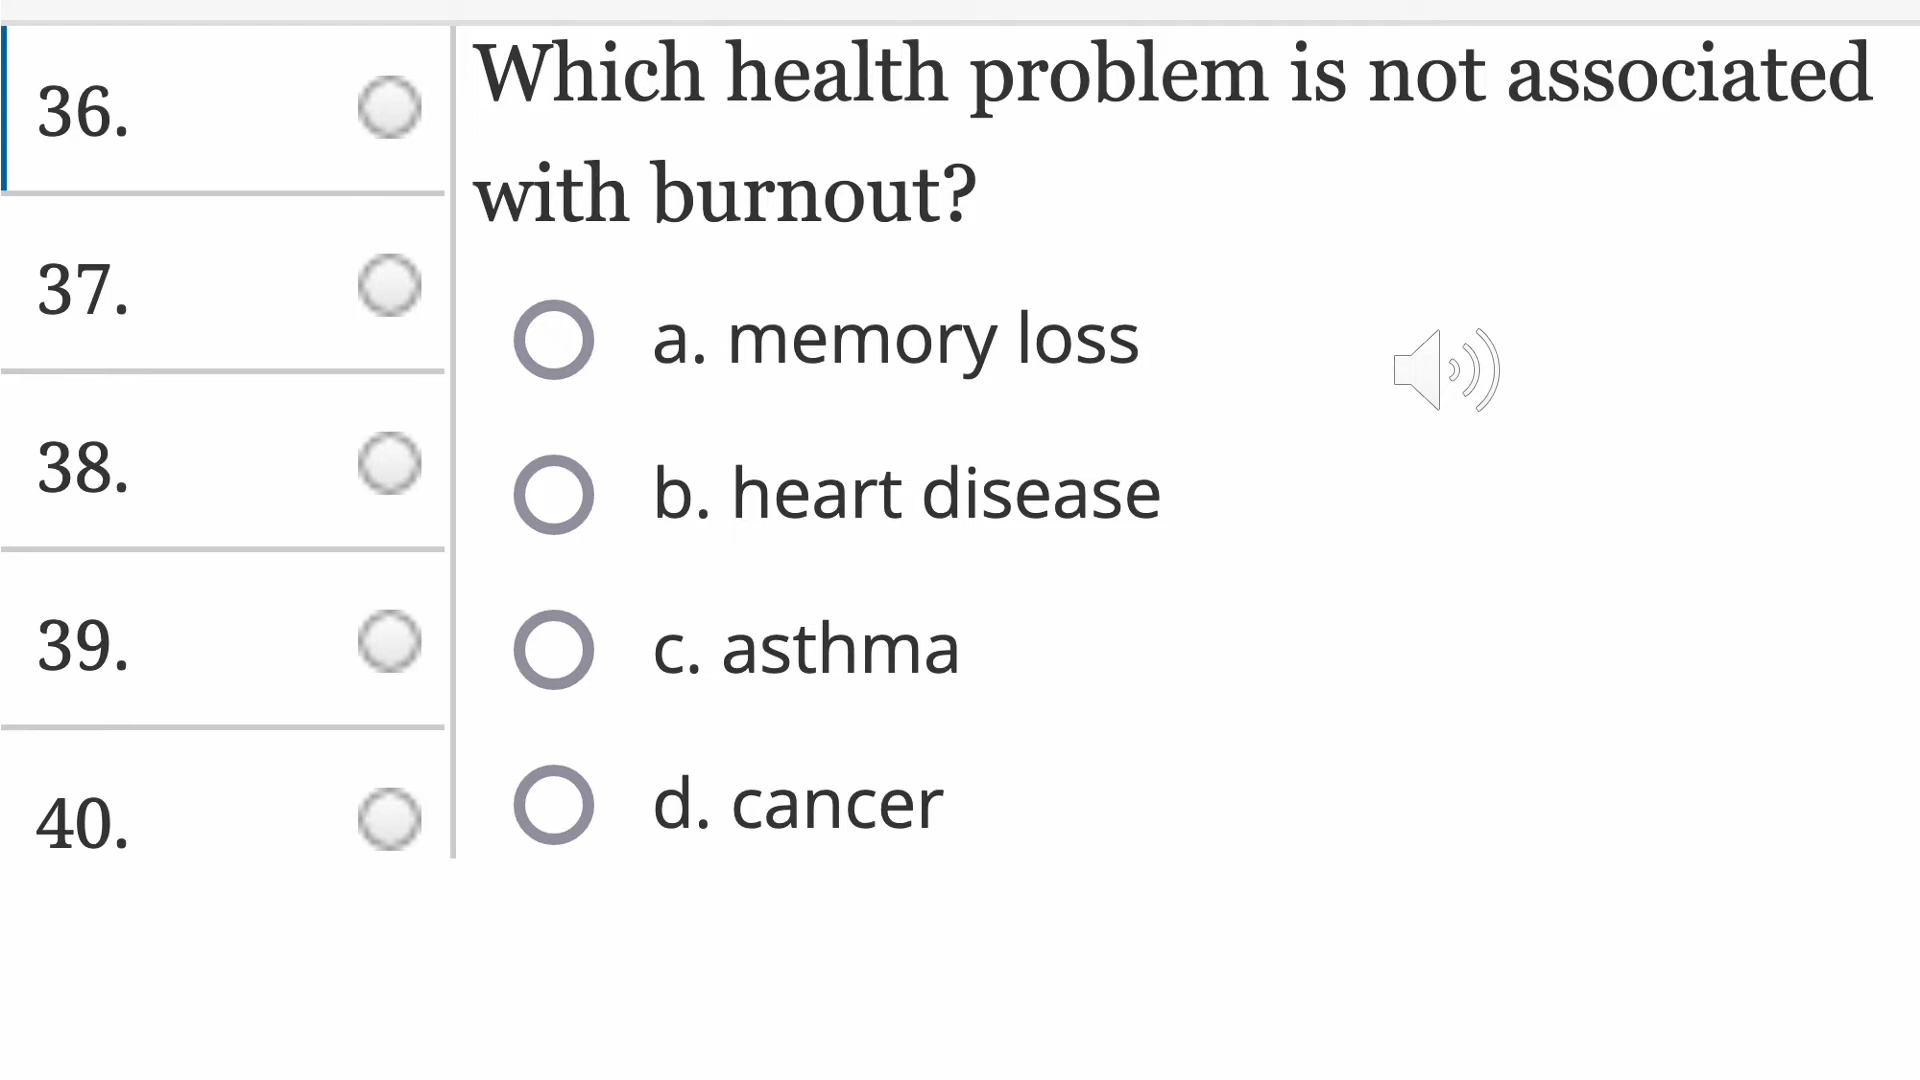 36.
37.
38.
39.
40.
Which health problem is not associated
with burnout?
a. memory loss
b. heart disease
c. asthma
d. cancer